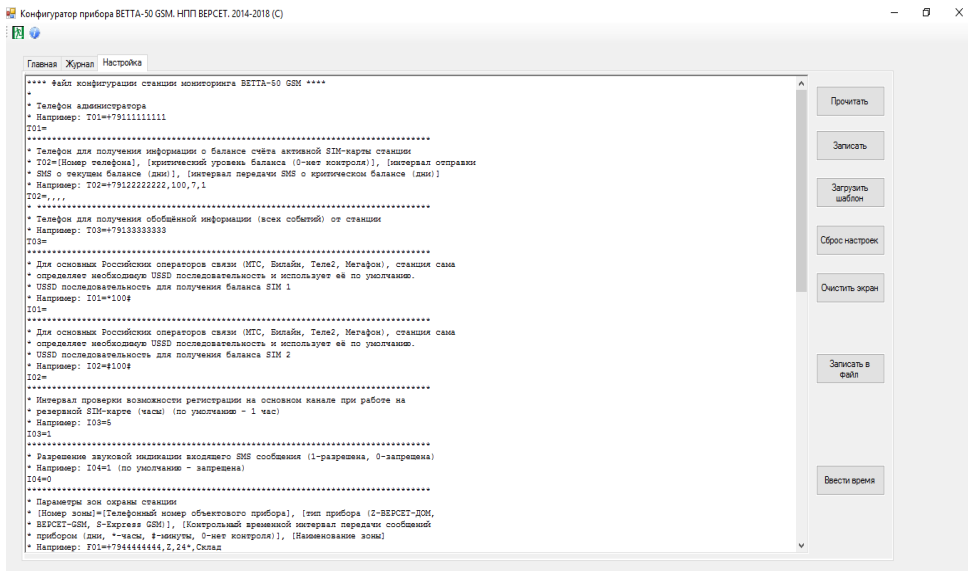 Конфигуратор прибора ВЕТТА-50 GSM. НПП ВЕРСЕТ. 2014-2018 (C)
Главная Журнал Настройка
**** Файл конфигурации станции мониторинга ВЕТТА-50 GSM ****
*
* Телефон администратора
* Например: T01=+79111111111
T01=
********************************************************************************
* Телефон для получения информации о балансе счёта активной SIM-карты станции
* T02=[Номер телефона], [критический уровень баланса (0-нет контроля)], [интервал отправки
* SMS о текущем балансе (дни)], [интервал передачи SMS о критическом балансе (дни)]
* Например: T02=+79122222222,100,7,1
T02=,,,,
* ******************************************************************************
* Телефон для получения обобщённой информации (всех событий) от станции
* Например: T03=+79133333333
T03=
********************************************************************************
* Для основных Российских операторов связи (МТС, Билайн, Теле2, Мегафон), станция сама
* определяет необходимую USSD последовательность и использует её по умолчанию.
* USSD последовательность для получения баланса SIM 1
* Например: I01=*100#
I01=
********************************************************************************
* Для основных Российских операторов связи (МТС, Билайн, Теле2, Мегафон), станция сама
* определяет необходимую USSD последовательность и использует её по умолчанию.
* USSD последовательность для получения баланса SIM 2
* Например: I02=#100#
I02=
********************************************************************************
* Интервал проверки возможности регистрации на основном канале при работе на
* резервной SIM-карте (часы) (по умолчанию - 1 час)
* Например: I03=5
I03=1
********************************************************************************
* Разрешение звуковой индикации входящего SMS сообщения (1-разрешена, 0-запрещена)
* Например: I04=1 (по умолчанию - запрещена)
I04=0
********************************************************************************
* Параметры зон охраны станции
* [Номер зоны]=[Телефонный номер объектового прибора], [тип прибора (Z-ВЕРСЕТ-ДОМ,
* ВЕРСЕТ-GSM, S-Express GSM)], [Контрольный временной интервал передачи сообщений
* прибором (дни, *-часы, #-минуты, 0-нет контроля)], [Наименование зоны]
* Например: F01=+7944444444,Z,24*,Склад
Прочитать
Записать
Загрузить
шаблон
Сброс настроек
Очистить экран
Записать в
файл
Ввести время